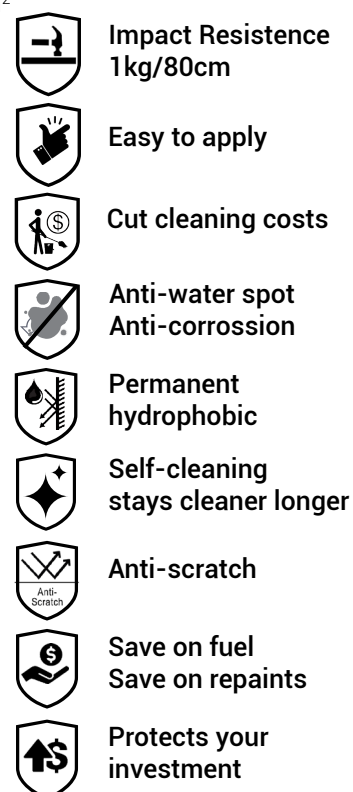 2
Impact Resistence
1kg/80cm
Easy to apply
$
Cut cleaning costs
Anti-water spot
Anti-corrossion
Permanent
hydrophobic
Self-cleaning
stays cleaner longer
Anti-
Scratch
Anti-scratch
$
Save on fuel
Save on repaints
$
Protects your
investment